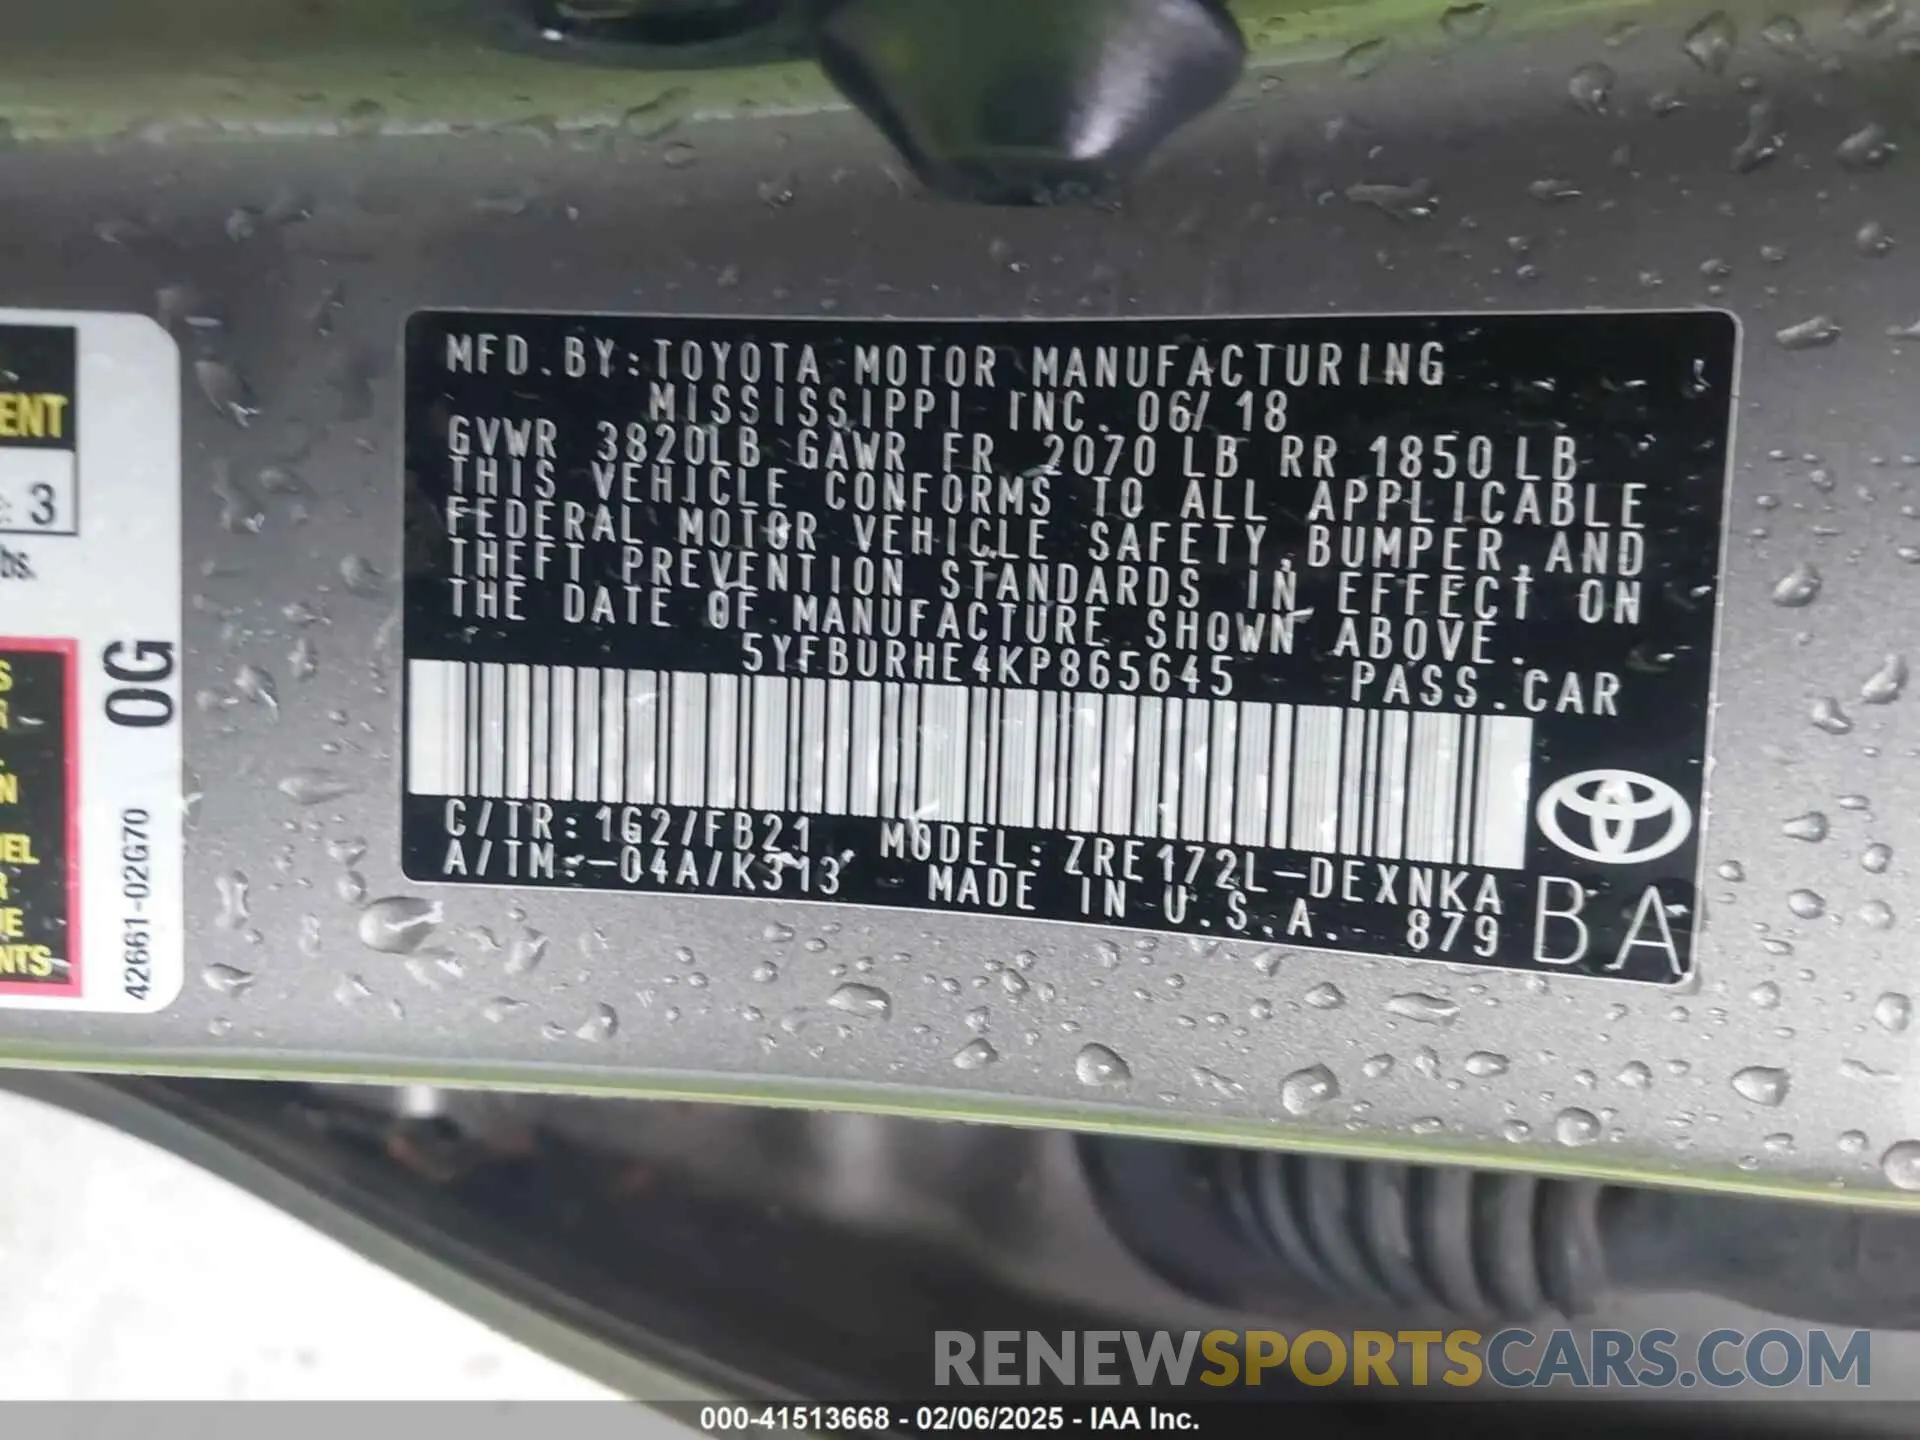 MFD.BY:TOYOTA MOTOR MANUFACTURING
MISSISSIPPI INC. 06/18
GVWR 3820LB GAWR FR 2070LB RR 1850LB
THIS VEHICLE CONFORMS TO ALL APPLICABLE
FEDERAL MOTOR VEHICLE SAFETY,BUMPER,AND
THEFT PREVENTION STANDARDS IN EFFECT ON
THE DATE OF MANUFACTURE SHOWN ABOVE.
5YFBURHE4KP865645 PASS.CAR
C/TR:1G2/FB21 MODEL:ZRE172L-DEXNKA
A/TM:-04A/K313 MADE IN U.S.A. 879
BA
ENT
: 3
0G
42661-02G70
RENEWSPORTSCARS.COM
000-41513668 - 02/06/2025 - IAA Inc.